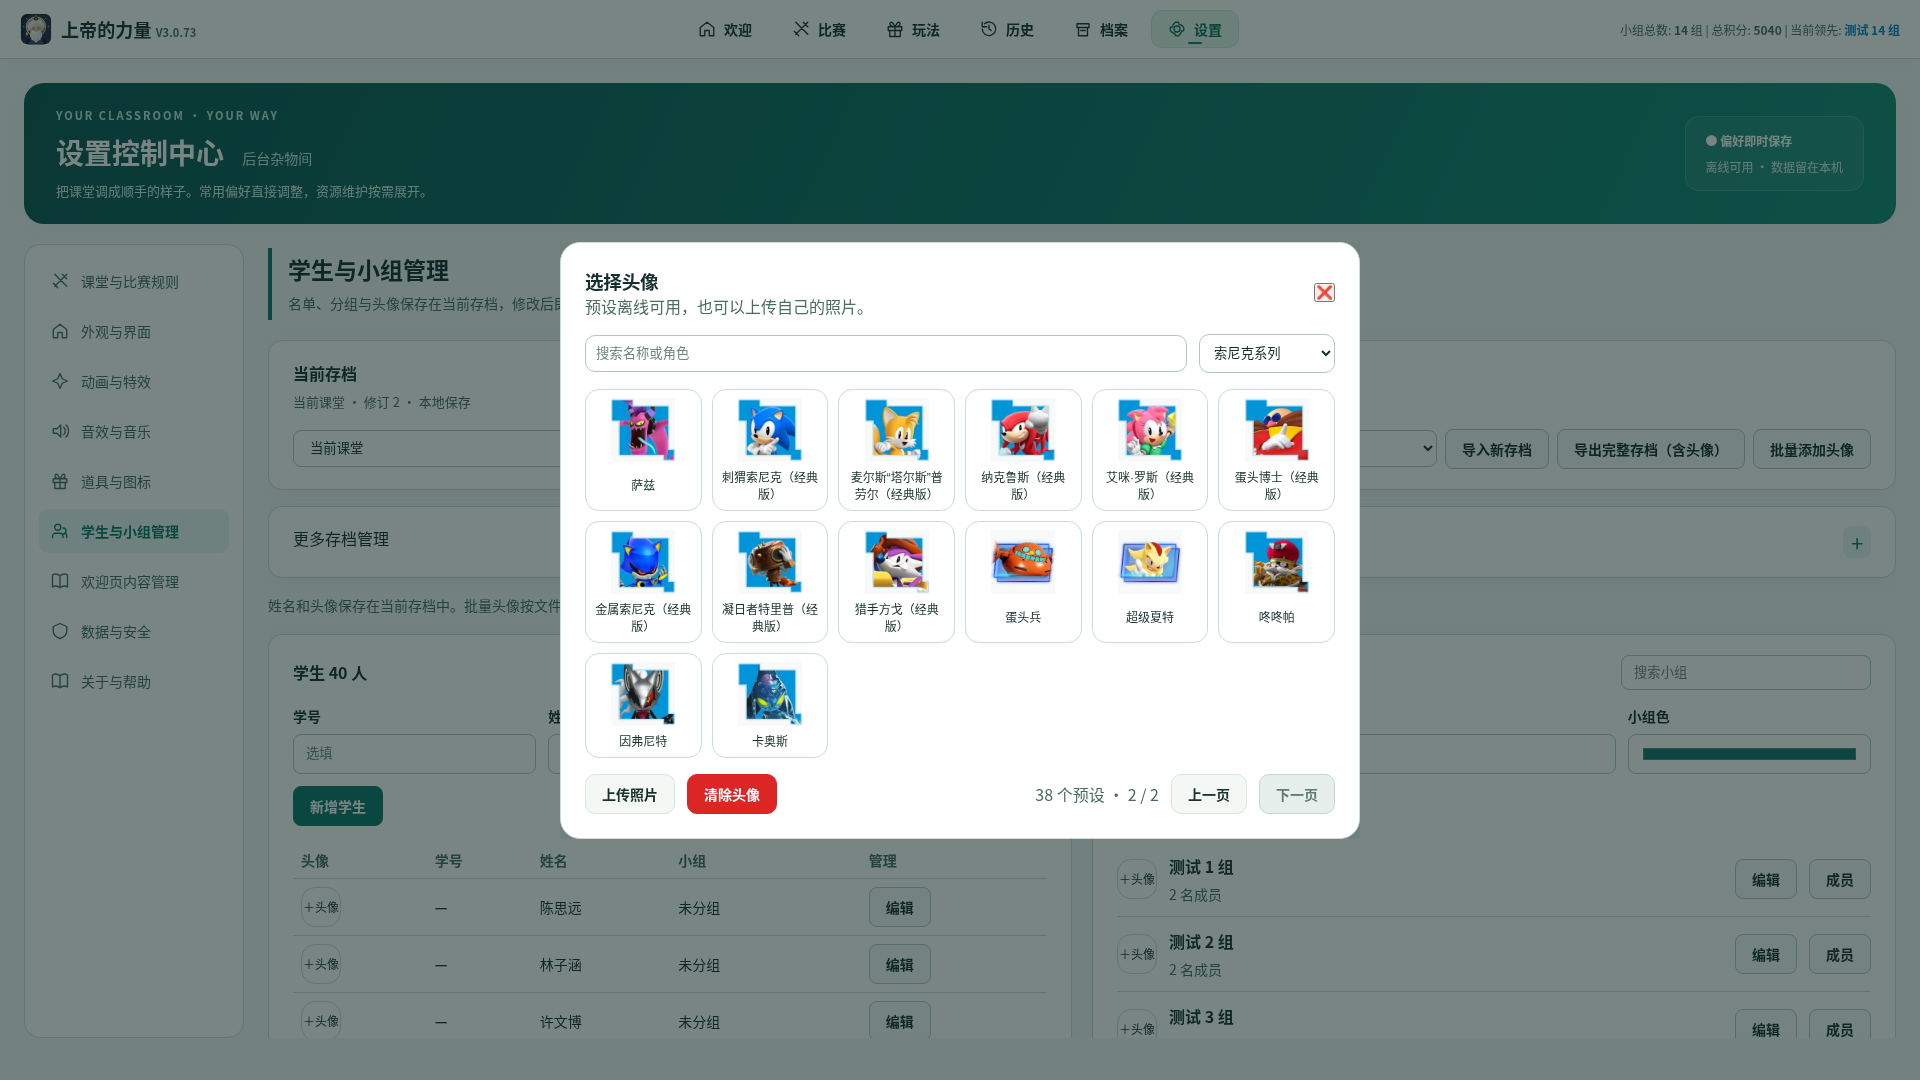 上帝的力量 V3.0.73
欢迎
比赛
玩法
历史
档案
设置
小组总数: 14 组 | 总积分: 5040 | 当前领先: 测试 14 组
YOUR CLASSROOM · YOUR WAY
设置控制中心 后台杂物间
把课堂调成顺手的样子。常用偏好直接调整，资源维护按需展开。
偏好即时保存
离线可用 · 数据留在本机
课堂与比赛规则
外观与界面
动画与特效
音效与音乐
道具与图标
学生与小组管理
欢迎页内容管理
数据与安全
关于与帮助
学生与小组管理
名单、分组与头像保存在当前存档，修改后
当前存档
当前课堂 · 修订 2 · 本地保存
当前课堂
导入新存档
导出完整存档（含头像）
批量添加头像
更多存档管理
+
姓名和头像保存在当前存档中。批量头像按文件
学生 40 人
学号
姓
选填
新增学生
头像 学号 姓名 小组 管理
+头像 — 陈思远 未分组 编辑
+头像 — 林子涵 未分组 编辑
+头像 — 许文博 未分组 编辑
搜索小组
小组色
+头像 测试 1 组
2 名成员
编辑 成员
+头像 测试 2 组
2 名成员
编辑 成员
+头像 测试 3 组
编辑 成员
选择头像
预设离线可用，也可以上传自己的照片。
搜索名称或角色
索尼克系列
萨兹
刺猬索尼克（经典
版）
麦尔斯“塔尔斯”普
劳尔（经典版）
纳克鲁斯（经典
版）
艾咪·罗斯（经典
版）
蛋头博士（经典
版）
金属索尼克（经典
版）
凝日者特里普（经
典版）
猎手方戈（经典
版）
蛋头兵
超级夏特
咚咚帕
因弗尼特
卡奥斯
上传照片
清除头像
38 个预设 · 2 / 2
上一页
下一页